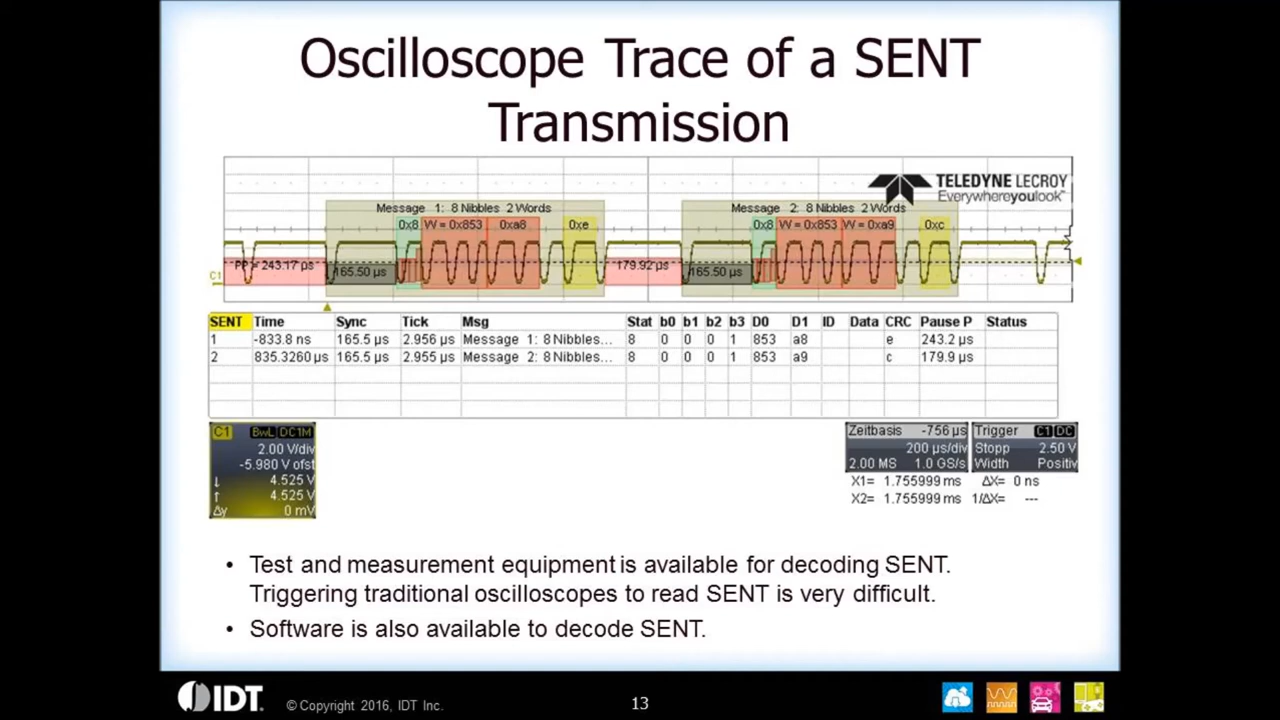 Oscilloscope Trace of a SENT
Transmission
TELEDYNE LECROY
Everywhereyoulook™
Message 1: 8 Nibbles 2 Words
Message 2: 8 Nibbles 2 Words
0x8 W = 0x853 0xa8 0xe
0x8 W = 0x853 W = 0xa9 0xc
C1
PP = 243.17 µs 165.50 µs 179.92 µs 165.50 µs
SENT Time Sync Tick Msg Stat b0 b1 b2 b3 D0 D1 ID Data CRC Pause P Status
1 -833.8 ns 165.5 µs 2.956 µs Message 1: 8 Nibbles... 8 0 0 0 1 853 a8 e 243.2 µs
2 835.3260 µs 165.5 µs 2.955 µs Message 2: 8 Nibbles... 8 0 0 0 1 853 a9 c 179.9 µs
C1 BwL DC1M
2.00 V/div
-5.980 V ofst
↓ 4.525 V
↑ 4.525 V
Δy 0 mV
Zeitbasis -756 µs
200 µs/div
2.00 MS 1.0 GS/s
Trigger C1 DC
Stopp 2.50 V
Width Positiv
X1= 1.755999 ms ΔX= 0 ns
X2= 1.755999 ms 1/ΔX= ---
• Test and measurement equipment is available for decoding SENT.
Triggering traditional oscilloscopes to read SENT is very difficult.
• Software is also available to decode SENT.
IDT. © Copyright 2016, IDT Inc. 13